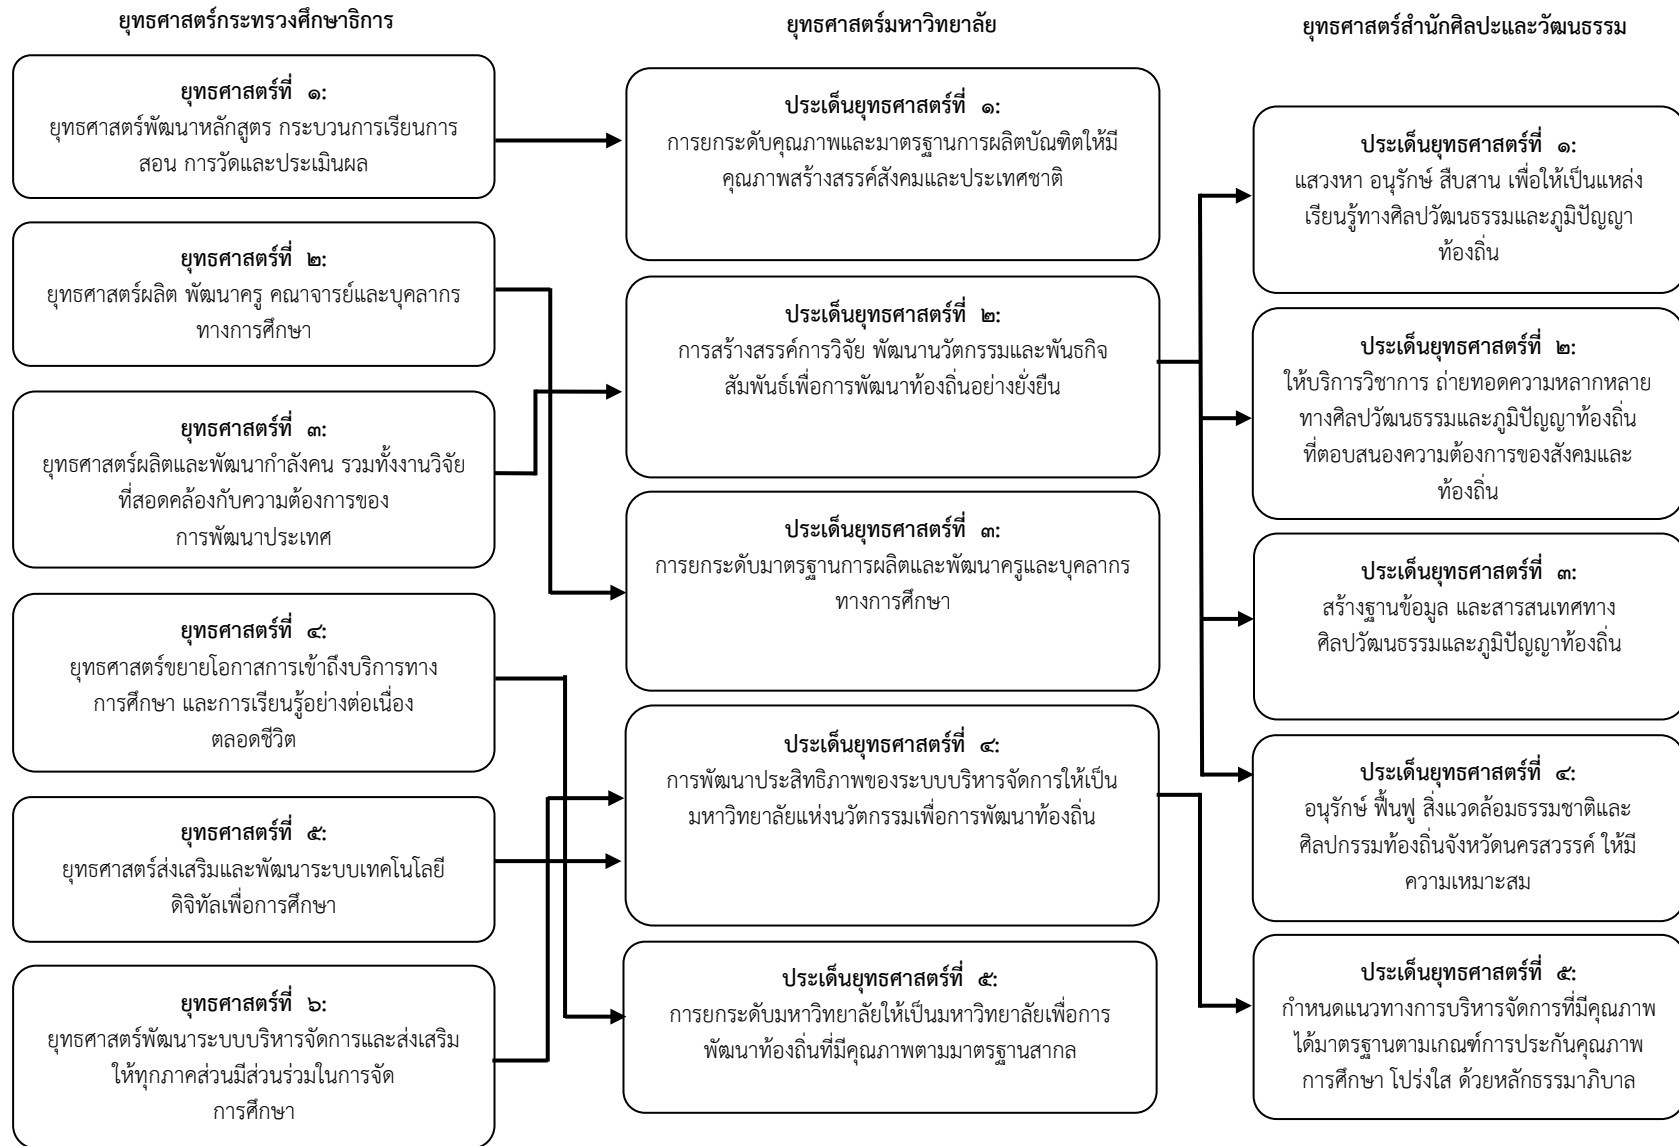 ยุทธศาสตร์กระทรวงศึกษาธิการ
ยุทธศาสตร์ที่ ๑:
ยุทธศาสตร์พัฒนาหลักสูตร กระบวนการเรียนการ
สอน การวัดและประเมินผล
ยุทธศาสตร์ที่ ๒:
ยุทธศาสตร์ผลิต พัฒนาครู คณาจารย์และบุคลากร
ทางการศึกษา
ยุทธศาสตร์ที่ ๓:
ยุทธศาสตร์ผลิตและพัฒนากำลังคน รวมทั้งงานวิจัย
ที่สอดคล้องกับความต้องการของ
การพัฒนาประเทศ
ยุทธศาสตร์ที่ ๔:
ยุทธศาสตร์ขยายโอกาสการเข้าถึงบริการทาง
การศึกษา และการเรียนรู้อย่างต่อเนื่อง
ตลอดชีวิต
ยุทธศาสตร์ที่ ๕:
ยุทธศาสตร์ส่งเสริมและพัฒนาระบบเทคโนโลยี
ดิจิทัลเพื่อการศึกษา
ยุทธศาสตร์ที่ ๖:
ยุทธศาสตร์พัฒนาระบบบริหารจัดการและส่งเสริม
ให้ทุกภาคส่วนมีส่วนร่วมในการจัด
การศึกษา
ยุทธศาสตร์มหาวิทยาลัย
ประเด็นยุทธศาสตร์ที่ ๑:
การยกระดับคุณภาพและมาตรฐานการผลิตบัณฑิตให้มี
คุณภาพสร้างสรรค์สังคมและประเทศชาติ
ประเด็นยุทธศาสตร์ที่ ๒:
การสร้างสรรค์การวิจัย พัฒนานวัตกรรมและพันธกิจ
สัมพันธ์เพื่อการพัฒนาท้องถิ่นอย่างยั่งยืน
ประเด็นยุทธศาสตร์ที่ ๓:
การยกระดับมาตรฐานการผลิตและพัฒนาครูและบุคลากร
ทางการศึกษา
ประเด็นยุทธศาสตร์ที่ ๔:
การพัฒนาประสิทธิภาพของระบบบริหารจัดการให้เป็น
มหาวิทยาลัยแห่งนวัตกรรมเพื่อการพัฒนาท้องถิ่น
ประเด็นยุทธศาสตร์ที่ ๕:
การยกระดับมหาวิทยาลัยให้เป็นมหาวิทยาลัยเพื่อการ
พัฒนาท้องถิ่นที่มีคุณภาพตามมาตรฐานสากล
ยุทธศาสตร์สำนักศิลปะและวัฒนธรรม
ประเด็นยุทธศาสตร์ที่ ๑:
แสวงหา อนุรักษ์ สืบสาน เพื่อให้เป็นแหล่ง
เรียนรู้ทางศิลปวัฒนธรรมและภูมิปัญญา
ท้องถิ่น
ประเด็นยุทธศาสตร์ที่ ๒:
ให้บริการวิชาการ ถ่ายทอดความหลากหลาย
ทางศิลปวัฒนธรรมและภูมิปัญญาท้องถิ่น
ที่ตอบสนองความต้องการของสังคมและ
ท้องถิ่น
ประเด็นยุทธศาสตร์ที่ ๓:
สร้างฐานข้อมูล และสารสนเทศทาง
ศิลปวัฒนธรรมและภูมิปัญญาท้องถิ่น
ประเด็นยุทธศาสตร์ที่ ๔:
อนุรักษ์ ฟื้นฟู สิ่งแวดล้อมธรรมชาติและ
ศิลปกรรมท้องถิ่นจังหวัดนครสวรรค์ ให้มี
ความเหมาะสม
ประเด็นยุทธศาสตร์ที่ ๕:
กำหนดแนวทางการบริหารจัดการที่มีคุณภาพ
ได้มาตรฐานตามเกณฑ์การประกันคุณภาพ
การศึกษา โปร่งใส ด้วยหลักธรรมาภิบาล